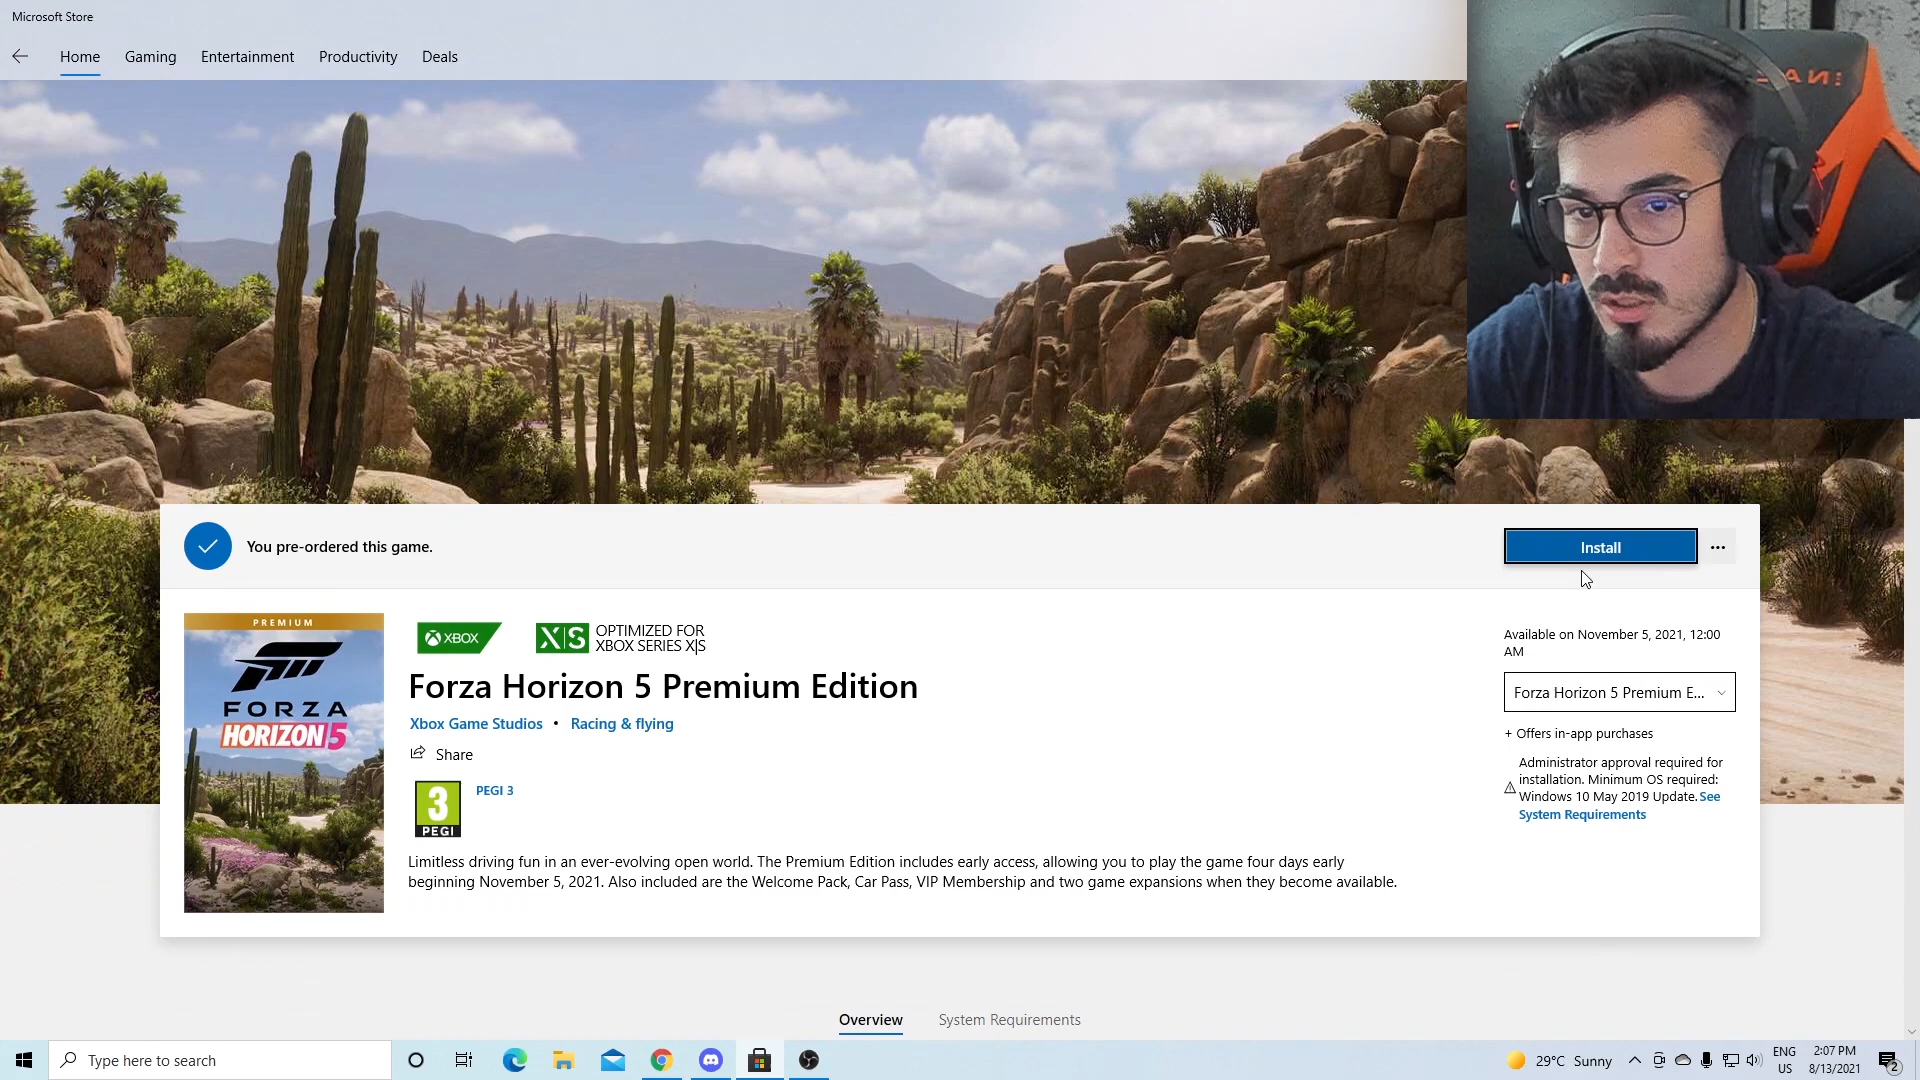 Microsoft Store
Home
Gaming
Entertainment
Productivity
Deals
You pre-ordered this game.
Install
PREMIUM
FORZA
HORIZON 5
XBOX
X|S
OPTIMIZED FOR
XBOX SERIES X|S
Forza Horizon 5 Premium Edition
Xbox Game Studios • Racing & flying
Share
3
PEGI
PEGI 3
Limitless driving fun in an ever-evolving open world. The Premium Edition includes early access, allowing you to play the game four days early
beginning November 5, 2021. Also included are the Welcome Pack, Car Pass, VIP Membership and two game expansions when they become available.
Available on November 5, 2021, 12:00
AM
Forza Horizon 5 Premium E...
+ Offers in-app purchases
Administrator approval required for
installation. Minimum OS required:
Windows 10 May 2019 Update. See
System Requirements
Overview
System Requirements
Type here to search
29°C Sunny
ENG
US
2:07 PM
8/13/2021
2